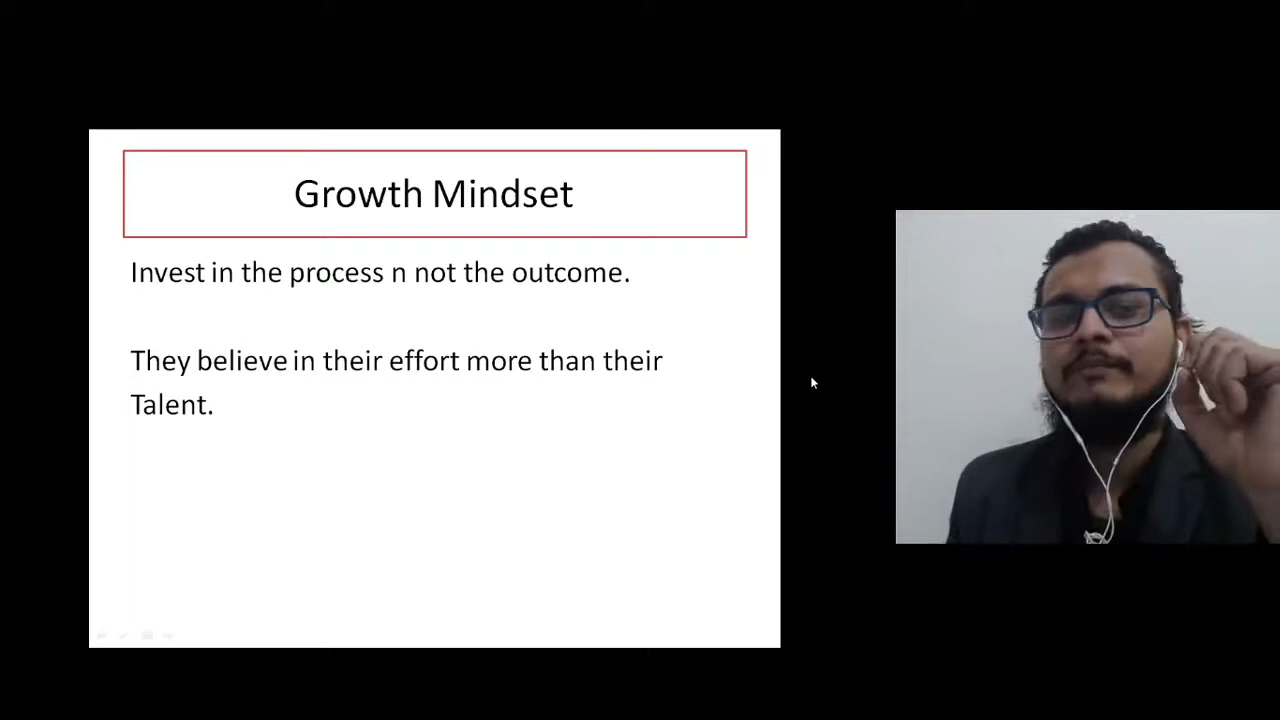 Growth Mindset
Invest in the process n not the outcome.
They believe in their effort more than their
Talent.